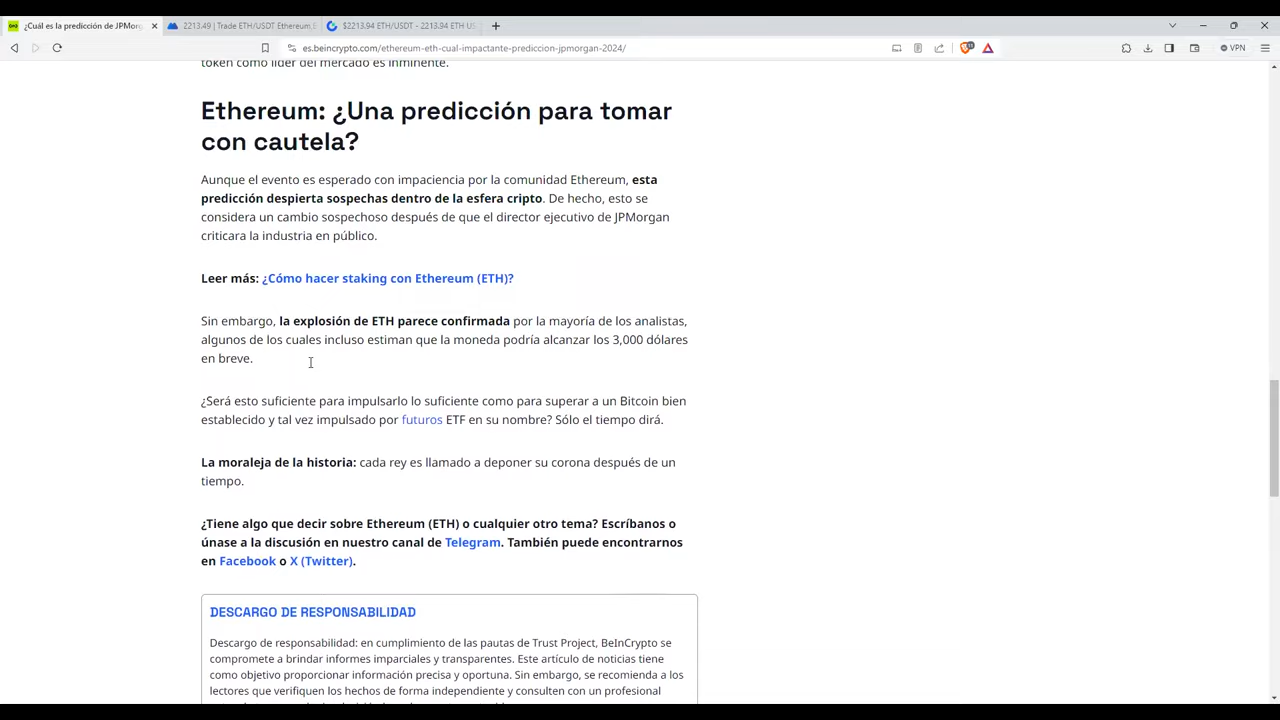 ¿Cuál es la predicción de JPMorg
2213.49 | Trade ETH/USDT Ethereum:E
$2213.94 ETH/USDT - 2213.94 ETH US
es.beincrypto.com/ethereum-eth-cual-impactante-prediccion-jpmorgan-2024/
VPN
token como líder del mercado es inminente.
Ethereum: ¿Una predicción para tomar
con cautela?
Aunque el evento es esperado con impaciencia por la comunidad Ethereum, esta
predicción despierta sospechas dentro de la esfera cripto. De hecho, esto se
considera un cambio sospechoso después de que el director ejecutivo de JPMorgan
criticara la industria en público.
Leer más: ¿Cómo hacer staking con Ethereum (ETH)?
Sin embargo, la explosión de ETH parece confirmada por la mayoría de los analistas,
algunos de los cuales incluso estiman que la moneda podría alcanzar los 3,000 dólares
en breve.
¿Será esto suficiente para impulsarlo lo suficiente como para superar a un Bitcoin bien
establecido y tal vez impulsado por futuros ETF en su nombre? Sólo el tiempo dirá.
La moraleja de la historia: cada rey es llamado a deponer su corona después de un
tiempo.
¿Tiene algo que decir sobre Ethereum (ETH) o cualquier otro tema? Escríbanos o
únase a la discusión en nuestro canal de Telegram. También puede encontrarnos
en Facebook o X (Twitter).
DESCARGO DE RESPONSABILIDAD
Descargo de responsabilidad: en cumplimiento de las pautas de Trust Project, BeInCrypto se
compromete a brindar informes imparciales y transparentes. Este artículo de noticias tiene
como objetivo proporcionar información precisa y oportuna. Sin embargo, se recomienda a los
lectores que verifiquen los hechos de forma independiente y consulten con un profesional